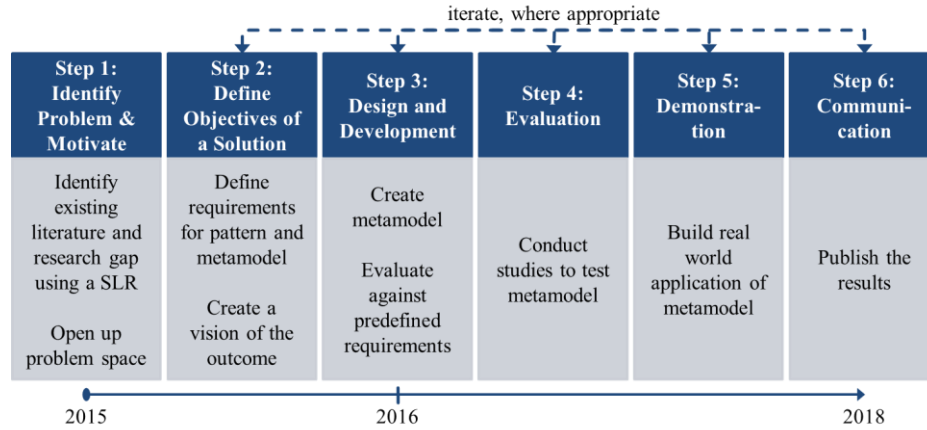 iterate, where appropriate
Step 1:
Identify
Problem &
Motivate
Step 2:
Define
Objectives of
a Solution
Step 3:
Design and
Development
Step 4:
Evaluation
Step 5:
Demonstra-
tion
Step 6:
Communi-
cation
Identify
existing
literature and
research gap
using a SLR
Open up
problem space
Define
requirements
for pattern and
metamodel
Create a
vision of the
outcome
Create
metamodel
Evaluate
against
predefined
requirements
Conduct
studies to test
metamodel
Build real
world
application of
metamodel
Publish the
results
2015
2016
2018